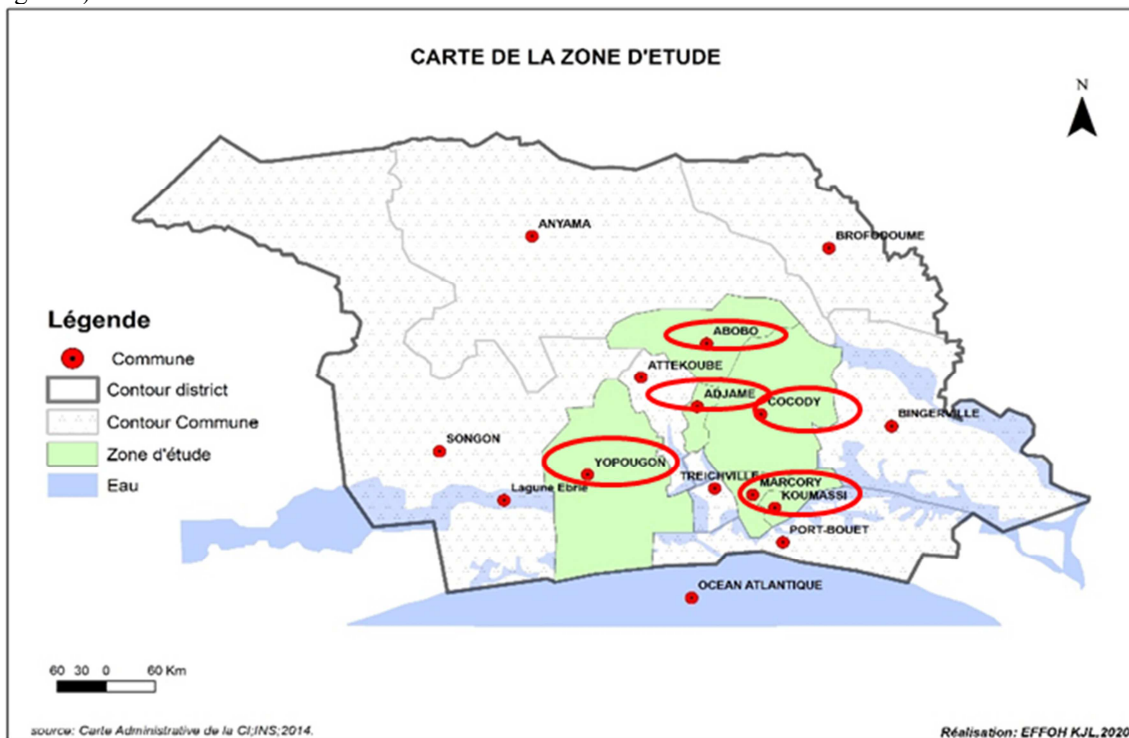 CARTE DE LA ZONE D'ETUDE
N
ANYAMA
BROFODOUME
Légende
Commune
Contour district
Contour Commune
Zone d'étude
Eau
ABOBO
ATTEKOUBE
ADJAME
COCODY
BINGERVILLE
SONGON
YOPOUGON
TREICHVILLE
MARCORY
KOUMASSI
Lagune Ebrie
PORT-BOUET
OCEAN ATLANTIQUE
60 30 0 60 Km
source: Carte Administrative de la CI;INS;2014.
Réalisation: EFFOH KJL,2020